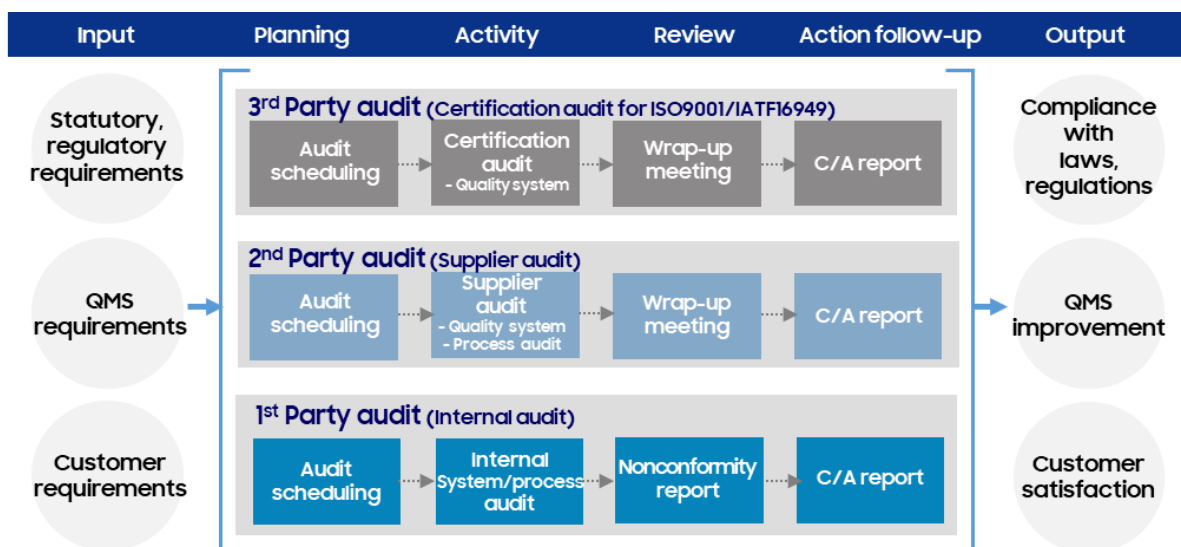 Input Planning Activity Review Action follow-up Output
Statutory,
regulatory
requirements
QMS
requirements
Customer
requirements
3rd Party audit (Certification audit for ISO9001/IATF16949)
Audit
scheduling
Certification
audit
- Quality system
Wrap-up
meeting
C/A report
2nd Party audit (Supplier audit)
Audit
scheduling
Supplier
audit
- Quality system
- Process audit
Wrap-up
meeting
C/A report
1st Party audit (Internal audit)
Audit
scheduling
Internal
System/process
audit
Nonconformity
report
C/A report
Compliance
with
laws,
regulations
QMS
improvement
Customer
satisfaction